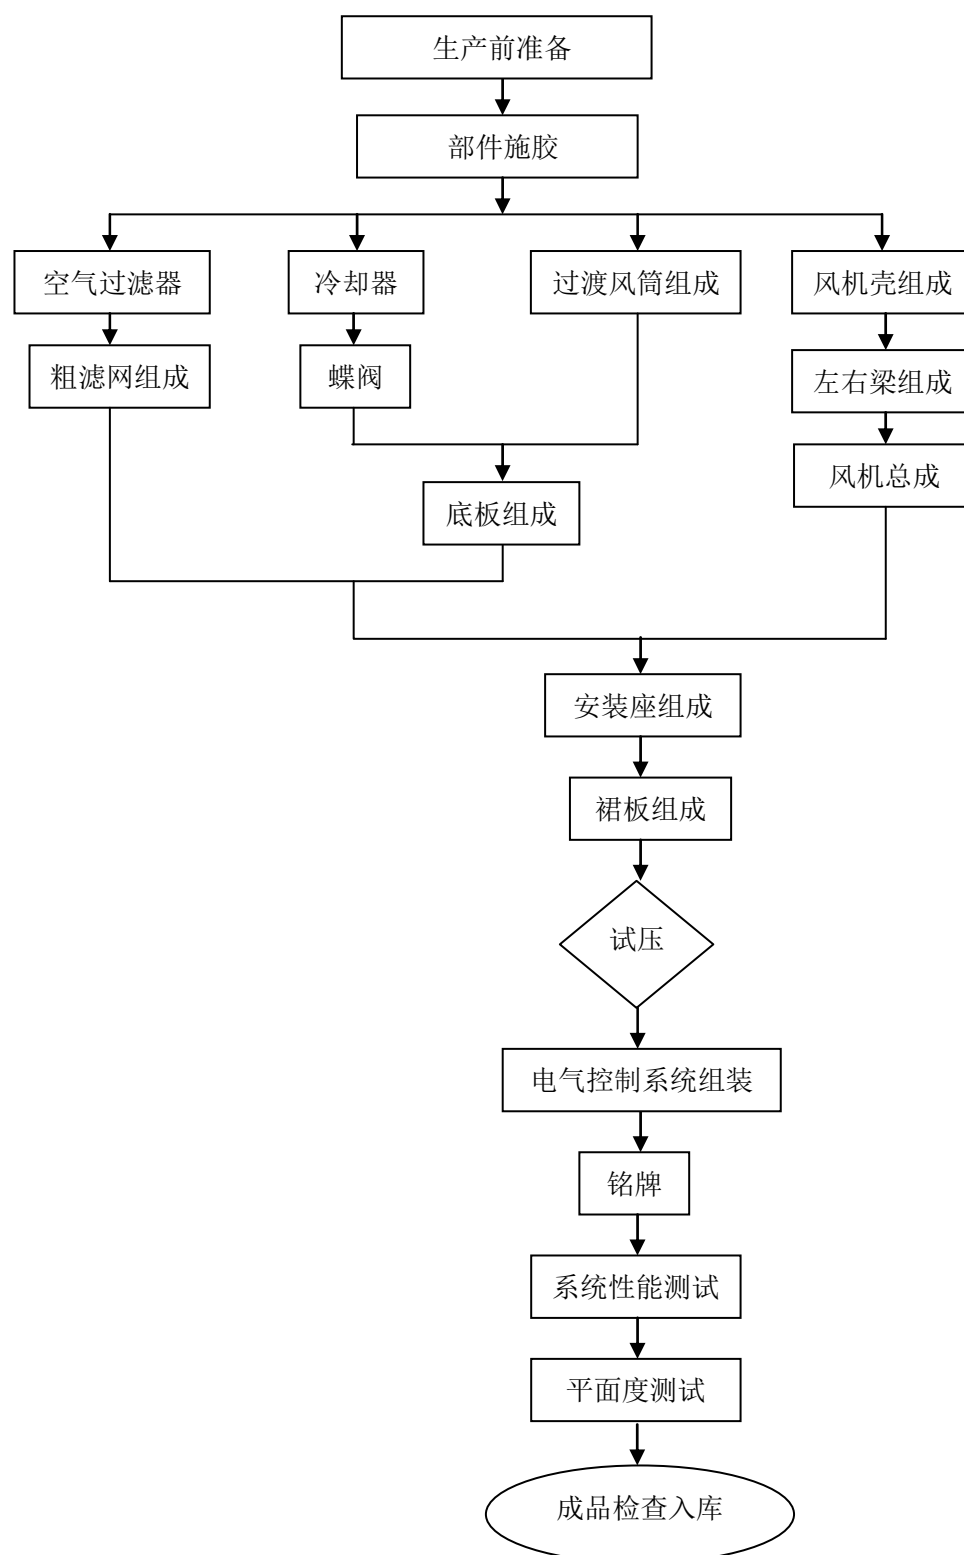 生产前准备
部件施胶
空气过滤器
冷却器
过渡风筒组成
风机壳组成
粗滤网组成
蝶阀
左右梁组成
风机总成
底板组成
安装座组成
裙板组成
试压
电气控制系统组装
铭牌
系统性能测试
平面度测试
成品检查入库